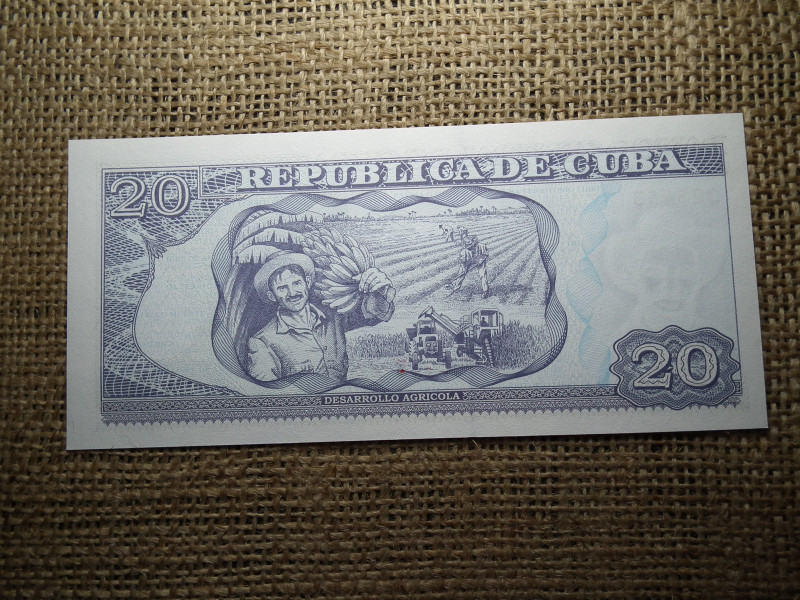 20
REPUBLICA DE CUBA
DESARROLLO AGRICOLA
20